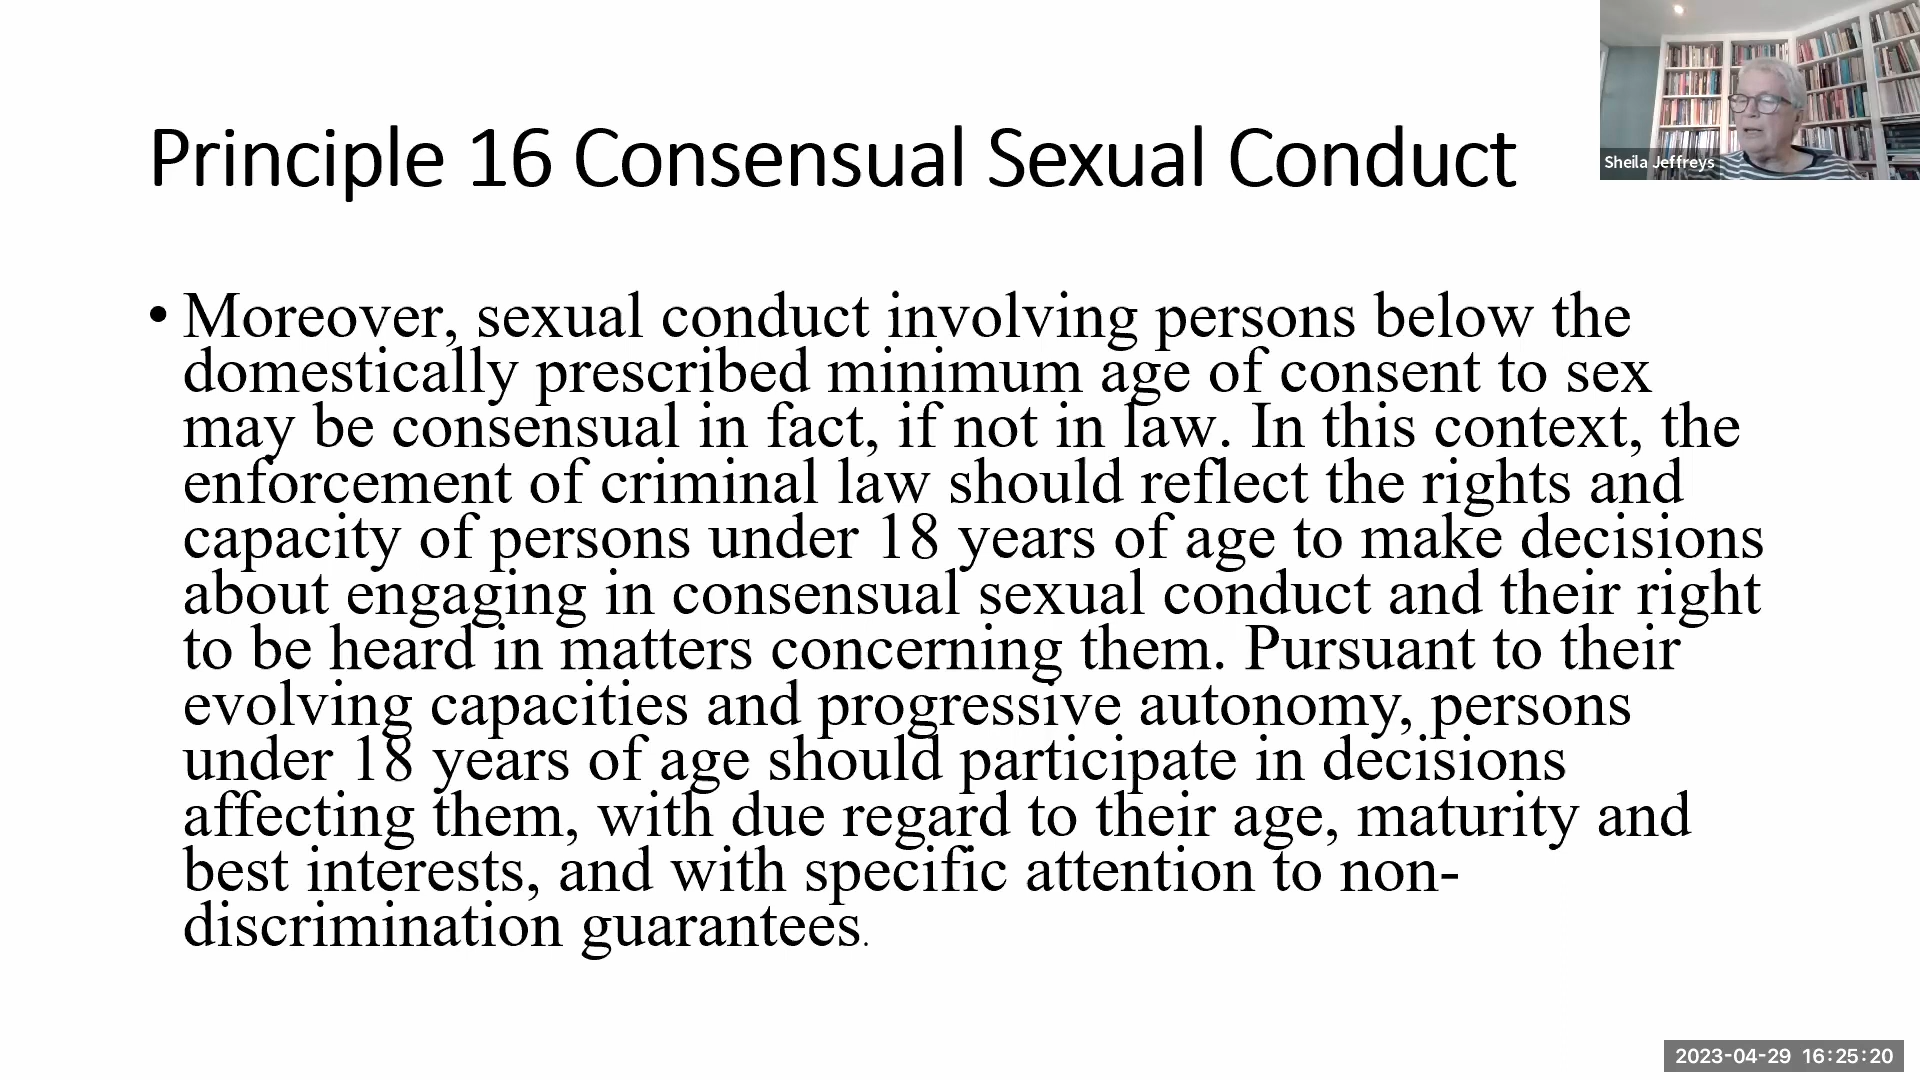 Principle 16 Consensual Sexual Conduct
Sheila Jeffreys
• Moreover, sexual conduct involving persons below the
domestically prescribed minimum age of consent to sex
may be consensual in fact, if not in law. In this context, the
enforcement of criminal law should reflect the rights and
capacity of persons under 18 years of age to make decisions
about engaging in consensual sexual conduct and their right
to be heard in matters concerning them. Pursuant to their
evolving capacities and progressive autonomy, persons
under 18 years of age should participate in decisions
affecting them, with due regard to their age, maturity and
best interests, and with specific attention to non-
discrimination guarantees.
2023-04-29 16:25:20